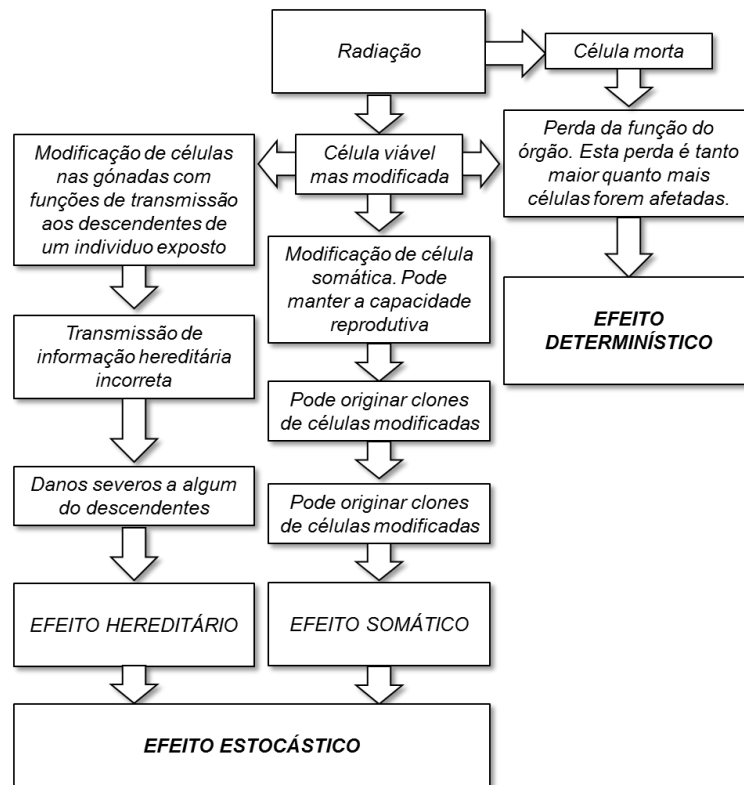 Radiação
Célula morta
Modificação de células
nas gónadas com
funções de transmissão
aos descendentes de
um individuo exposto
Célula viável
mas modificada
Perda da função do
órgão. Esta perda é tanto
maior quanto mais
células forem afetadas.
Modificação de célula
somática. Pode
manter a capacidade
reprodutiva
EFEITO
DETERMINÍSTICO
Transmissão de
informação hereditária
incorreta
Pode originar clones
de células modificadas
Danos severos a algum
do descendentes
Pode originar clones
de células modificadas
EFEITO HEREDITÁRIO
EFEITO SOMÁTICO
EFEITO ESTOCÁSTICO